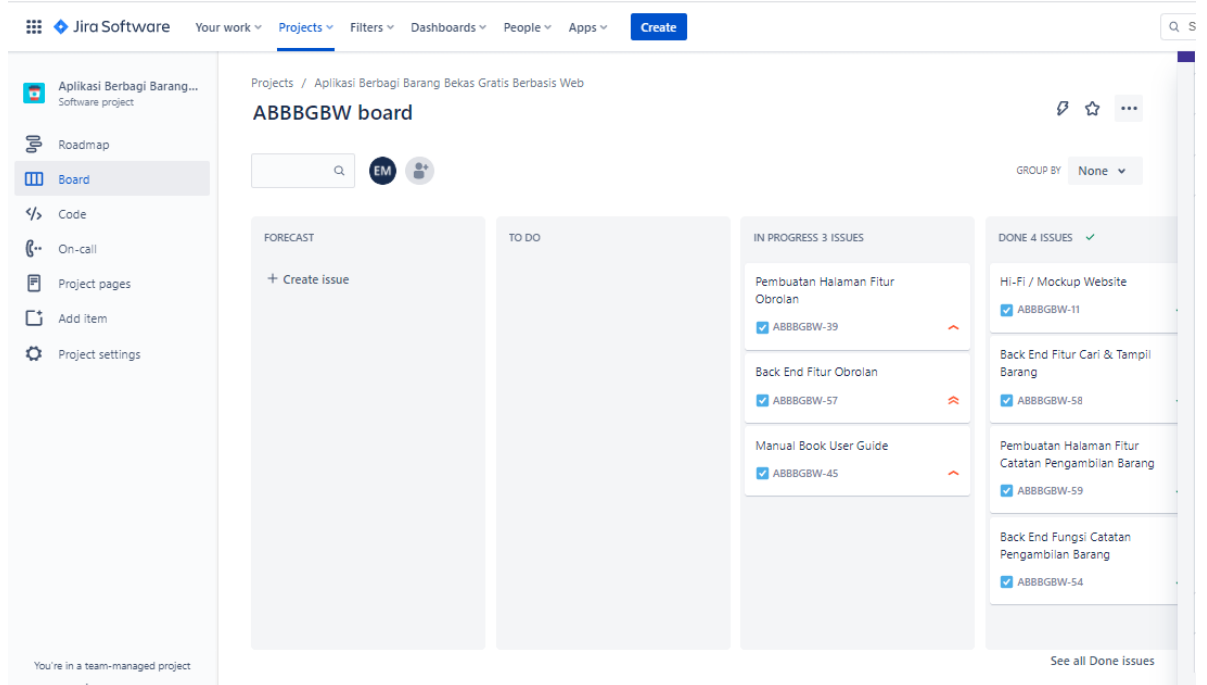 Jira Software Your work Projects Filters Dashboards People Apps Create
Aplikasi Berbagi Barang...
Software project
Roadmap
Board
Code
On-call
Project pages
Add item
Project settings
You're in a team-managed project
Projects / Aplikasi Berbagi Barang Bekas Gratis Berbasis Web
ABBBGBW board
EM
GROUP BY None
FORECAST
+ Create issue
TO DO
IN PROGRESS 3 ISSUES
Pembuatan Halaman Fitur
Obrolan
ABBBGBW-39
Back End Fitur Obrolan
ABBBGBW-57
Manual Book User Guide
ABBBGBW-45
DONE 4 ISSUES
Hi-Fi / Mockup Website
ABBBGBW-11
Back End Fitur Cari & Tampil
Barang
ABBBGBW-58
Pembuatan Halaman Fitur
Catatan Pengambilan Barang
ABBBGBW-59
Back End Fungsi Catatan
Pengambilan Barang
ABBBGBW-54
See all Done issues